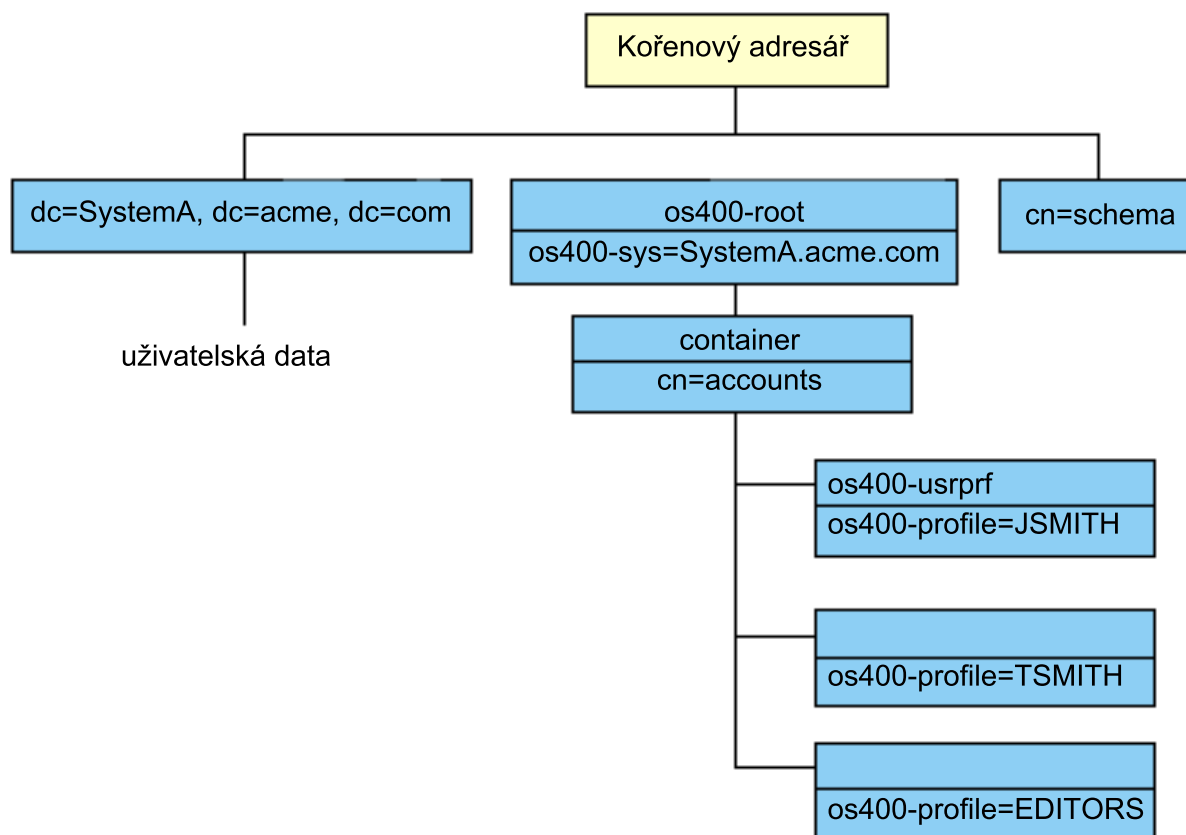 Kořenový adresář
dc=SystemA, dc=acme, dc=com
os400-root
os400-sys=SystemA.acme.com
cn=schema
uživatelská data
container
cn=accounts
os400-usrprf
os400-profile=JSMITH
os400-profile=TSMITH
os400-profile=EDITORS